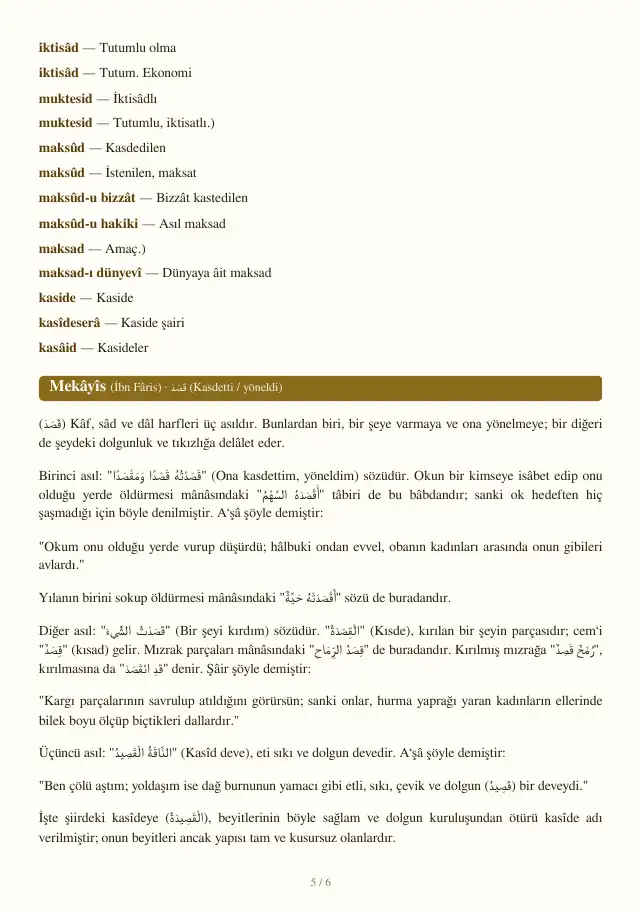 iktisâd — Tutumlu olma
iktisâd — Tutum. Ekonomi
muktesid — İktisâdlı
muktesid — Tutumlu, iktisatlı.)
maksûd — Kasdedilen
maksûd — İstenilen, maksat
maksûd-u bizzât — Bizzât kastedilen
maksûd-u hakiki — Asıl maksad
maksad — Amaç.)
maksad-ı dünyevî — Dünyaya âit maksad
kaside — Kaside
kasîdeserâ — Kaside şairi
kasâid — Kasideler
Mekâyîs (İbn Fâris) · قَصَدَ (Kasdetti / yöneldi)
(قَصَدَ) Kâf, sâd ve dâl harfleri üç asıldır. Bunlardan biri, bir şeye varmaya ve ona yönelmeye; bir diğeri
de şeydeki dolgunluk ve tıkızlığa delâlet eder.
Birinci asıl: "قَصَدْتُهُ قَصْدًا وَمَقْصَدًا" (Ona kasdettim, yöneldim) sözüdür. Okun bir kimseye isâbet edip onu
olduğu yerde öldürmesi mânâsındaki "أَقْصَدَهُ السَّهْمُ" tâbiri de bu bâbdandır; sanki ok hedeften hiç
şaşmadığı için böyle denilmiştir. A‘şâ şöyle demiştir:
"Okum onu olduğu yerde vurup düşürdü; hâlbuki ondan evvel, obanın kadınları arasında onun gibileri
avlardı."
Yılanın birini sokup öldürmesi mânâsındaki "أَقْصَدَتْهُ حَيَّةٌ" sözü de buradandır.
Diğer asıl: "قَصَدْتُ الشَّيءَ" (Bir şeyi kırdım) sözüdür. "الْقِصْدَةُ" (Kısde), kırılan bir şeyin parçasıdır; cem‘i
"قِصَدٌ" (kısad) gelir. Mızrak parçaları mânâsındaki "قِصَدُ الرِّمَاحِ" de buradandır. Kırılmış mızrağa "رُمْحٌ قَصِدٌ",
kırılmasına da "قَدِ انْقَصَدَ" denir. Şâir şöyle demiştir:
"Kargı parçalarının savrulup atıldığını görürsün; sanki onlar, hurma yaprağı yaran kadınların ellerinde
bilek boyu ölçüp biçtikleri dallardır."
Üçüncü asıl: "النَّاقَةُ الْقَصِيدُ" (Kasîd deve), eti sıkı ve dolgun devedir. A‘şâ şöyle demiştir:
"Ben çölü aştım; yoldaşım ise dağ burnunun yamacı gibi etli, sıkı, çevik ve dolgun (قَصِيدٌ) bir deveydi."
İşte şiirdeki kasîdeye (الْقَصِيدَةُ), beyitlerinin böyle sağlam ve dolgun kuruluşundan ötürü kasîde adı
verilmiştir; onun beyitleri ancak yapısı tam ve kusursuz olanlardır.
5 / 6